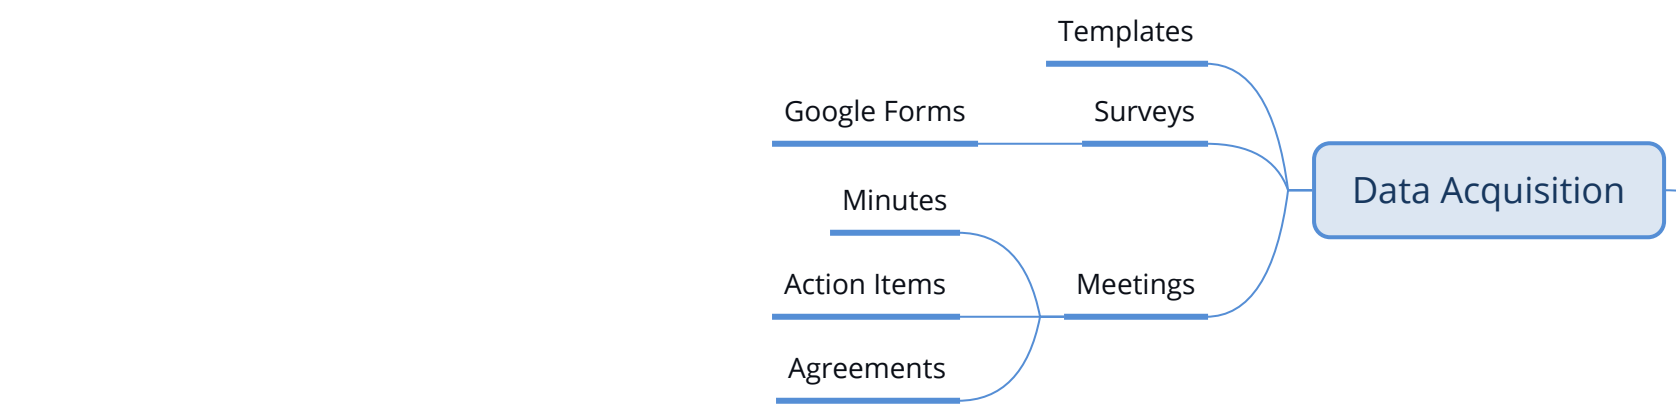 Templates
Google Forms
Surveys
Data Acquisition
Minutes
Action Items
Meetings
Agreements